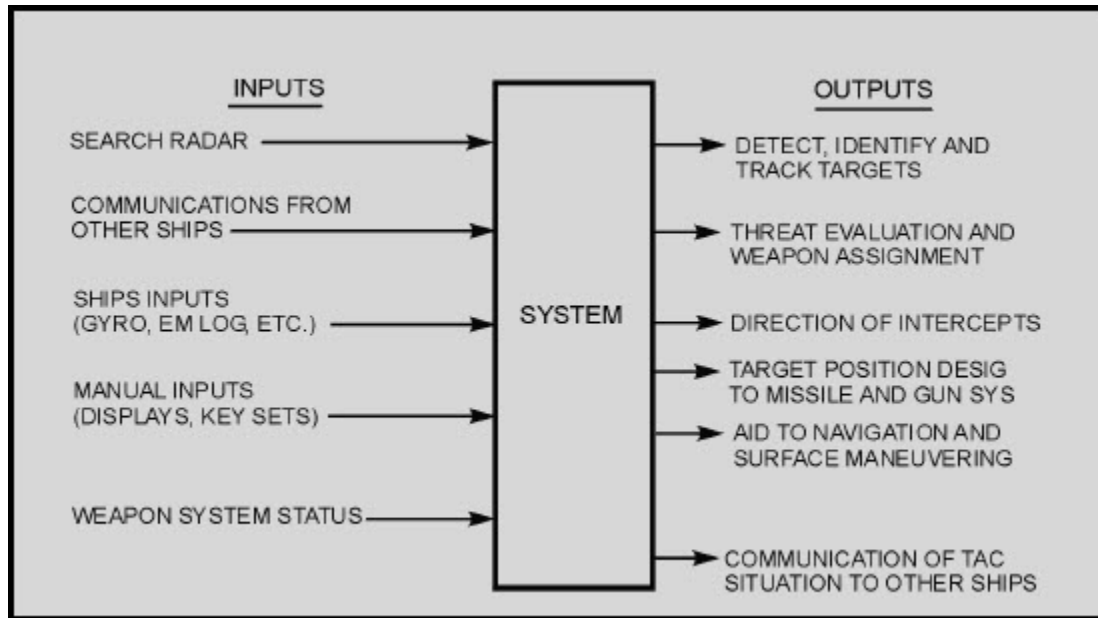 INPUTS
SEARCH RADAR
COMMUNICATIONS FROM
OTHER SHIPS
SHIPS INPUTS
(GYRO, EM LOG, ETC.)
MANUAL INPUTS
(DISPLAYS, KEY SETS)
WEAPON SYSTEM STATUS
SYSTEM
OUTPUTS
DETECT, IDENTIFY AND
TRACK TARGETS
THREAT EVALUATION AND
WEAPON ASSIGNMENT
DIRECTION OF INTERCEPTS
TARGET POSITION DESIG
TO MISSILE AND GUN SYS
AID TO NAVIGATION AND
SURFACE MANEUVERING
COMMUNICATION OF TAC
SITUATION TO OTHER SHIPS